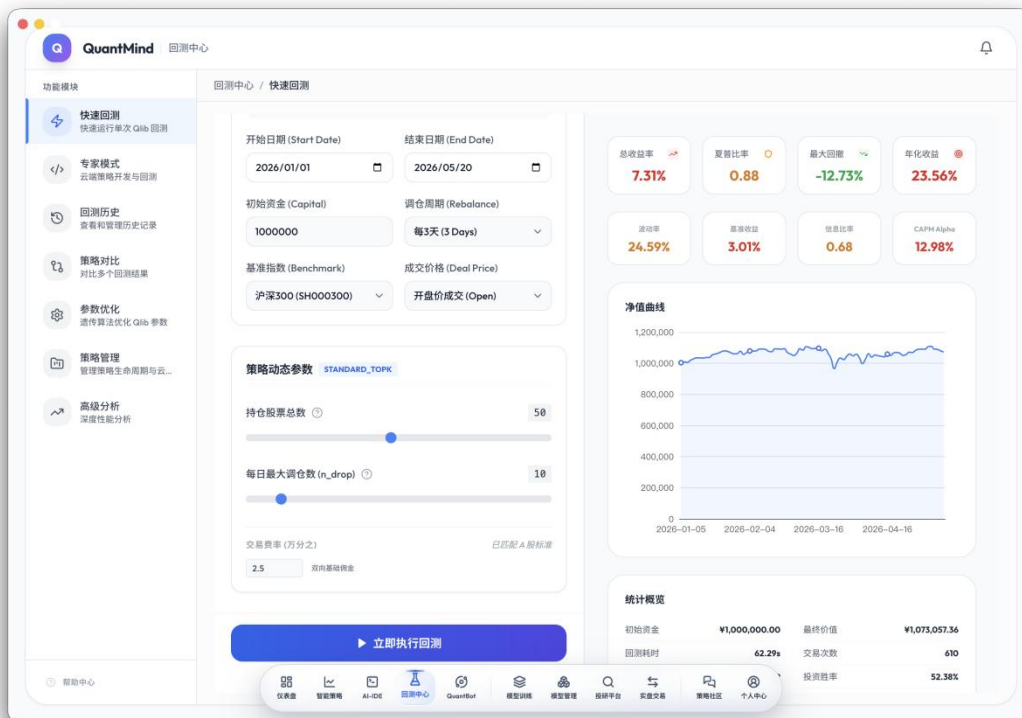 Q QuantMind 回测中心
功能模块
快速回测
快速运行单次 Qlib 回测
专家模式
云端策略开发与回测
回测历史
查看和管理历史记录
策略对比
对比多个回测结果
参数优化
遗传算法优化 Qlib 参数
策略管理
管理策略生命周期与云...
高级分析
深度性能分析
帮助中心
回测中心 / 快速回测
开始日期 (Start Date) 结束日期 (End Date)
2026/01/01 2026/05/20
初始资金 (Capital) 调仓周期 (Rebalance)
1000000 每3天 (3 Days)
基准指数 (Benchmark) 成交价格 (Deal Price)
沪深300 (SH000300) 开盘价成交 (Open)
策略动态参数 STANDARD_TOPK
持仓股票总数 50
每日最大调仓数 (n_drop) 10
交易费率 (万分之) 已匹配 A 股标准
2.5 双向基础佣金
立即执行回测
总收益率 夏普比率 最大回撤 年化收益
7.31% 0.88 -12.73% 23.56%
波动率 基准收益 信息比率 CAPM Alpha
24.59% 3.01% 0.68 12.98%
净值曲线
1,200,000
1,000,000
800,000
600,000
400,000
200,000
0
2026-01-05 2026-02-04 2026-03-16 2026-04-16
统计概览
初始资金 ¥1,000,000.00 最终价值 ¥1,073,057.36
回测耗时 62.29s 交易次数 610
投资胜率 52.38%
仪表盘 智能策略 AI-IDE 回测中心 QuantBot 模型训练 模型管理 投研平台 实盘交易 策略社区 个人中心